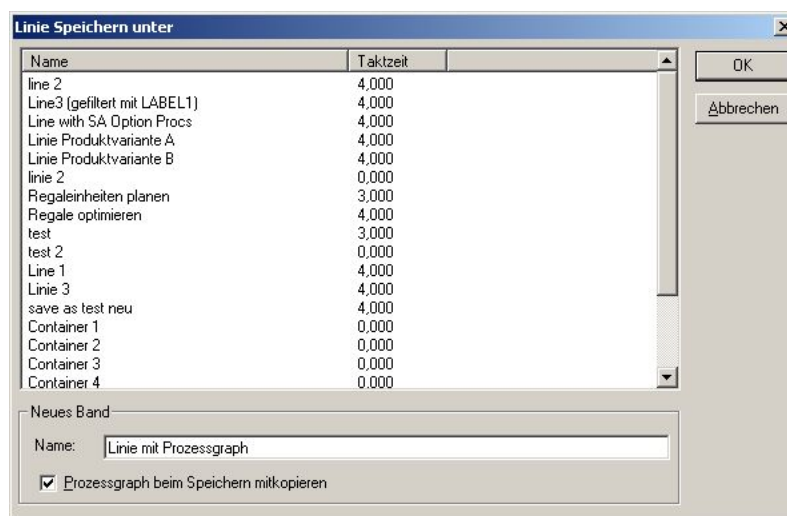 Linie Speichern unter
Name Taktzeit
OK
Abbrechen
line 2 4,000
Line3 (gefiltert mit LABEL1) 4,000
Line with SA Option Procs 4,000
Linie Produktvariante A 4,000
Linie Produktvariante B 4,000
linie 2 0,000
Regaleinheiten planen 3,000
Regale optimieren 4,000
test 3,000
test 2 0,000
Line 1 4,000
Linie 3 4,000
save as test neu 4,000
Container 1 0,000
Container 2 0,000
Container 3 0,000
Container 4 0.000
Neues Band
Name: Linie mit Prozessgraph
Prozessgraph beim Speichern mitkopieren